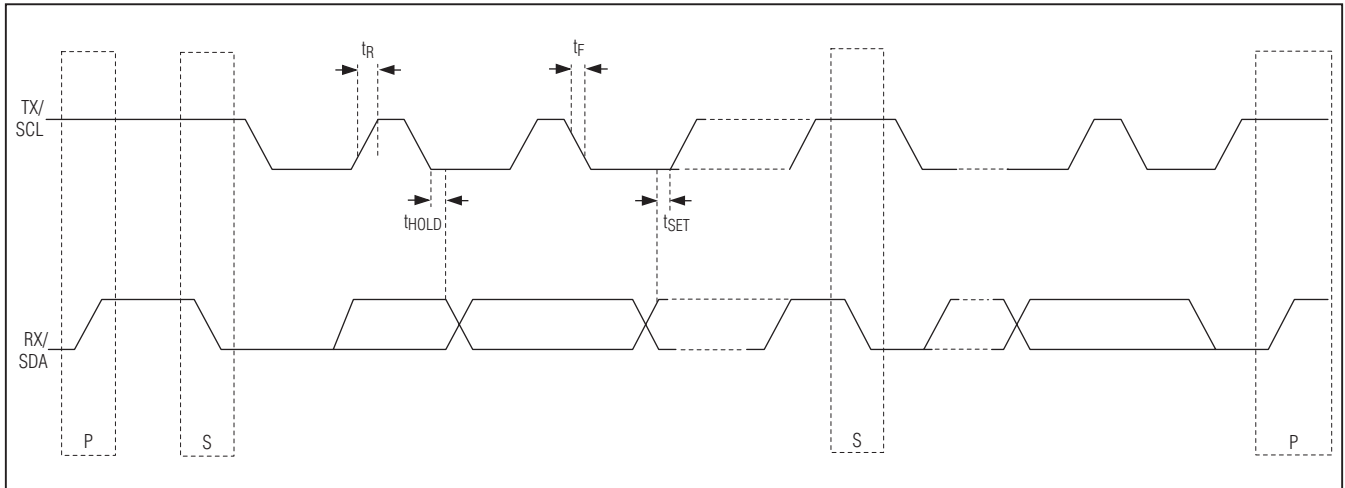 tR
tF
TX/
SCL
tHOLD
tSET
RX/
SDA
P
S
S
P